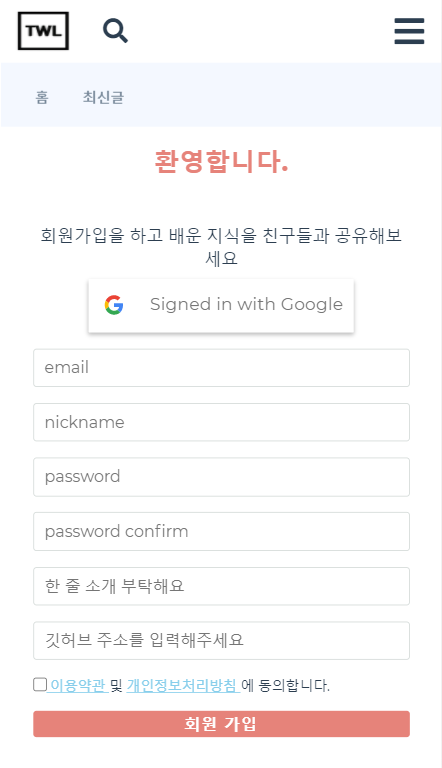 TWL
홈 최신글
환영합니다.
회원가입을 하고 배운 지식을 친구들과 공유해보
세요
Signed in with Google
email
nickname
password
password confirm
한 줄 소개 부탁해요
깃허브 주소를 입력해주세요
이용약관 및 개인정보처리방침 에 동의합니다.
회원 가입